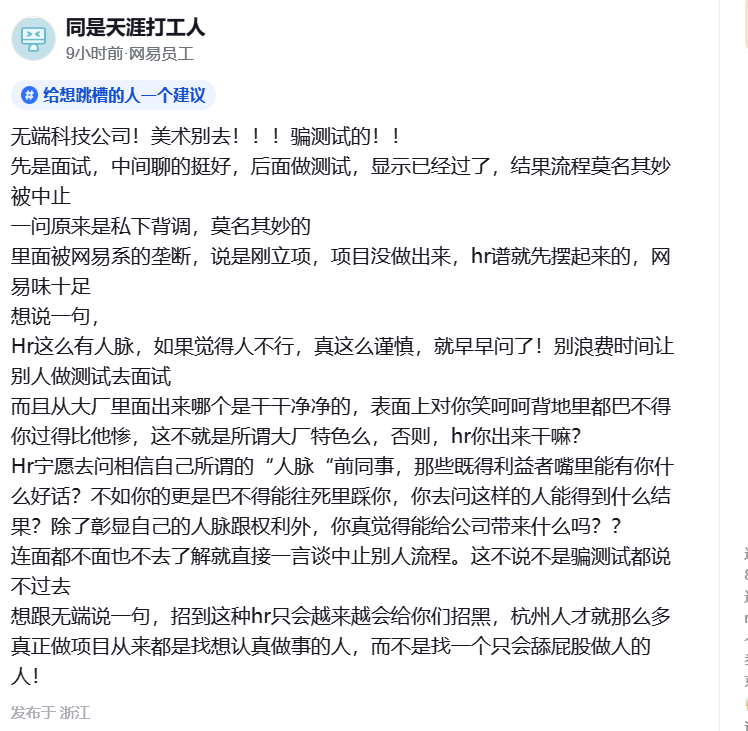 同是天涯打工人
9小时前·网易员工
# 给想跳槽的人一个建议
无端科技公司！美术别去！！！骗测试的！！
先是面试，中间聊的挺好，后面做测试，显示已经过了，结果流程莫名其妙
被中止
一问原来是私下背调，莫名其妙的
里面被网易系的垄断，说是刚立项，项目没做出来，hr谱就先摆起来的，网
易味十足
想说一句，
Hr这么有人脉，如果觉得人不行，真这么谨慎，就早早问了！别浪费时间让
别人做测试去面试
而且从大厂里面出来哪个是干干净净的，表面上对你笑呵呵背地里都巴不得
你过得比他惨，这不就是所谓大厂特色么，否则，hr你出来干嘛？
Hr宁愿去问相信自己所谓的“人脉“前同事，那些既得利益者嘴里能有你什
么好话？不如你的更是巴不得能往死里踩你，你去问这样的人能得到什么结
果？除了彰显自己的人脉跟权利外，你真觉得能给公司带来什么吗？？
连面都不面也不去了解就直接一言谈中止别人流程。这不说不是骗测试都说
不过去
想跟无端说一句，招到这种hr只会越来越会给你们招黑，杭州人才就那么多
真正做项目从来都是找想认真做事的人，而不是找一个只会舔屁股做人的
人！
发布于 浙江